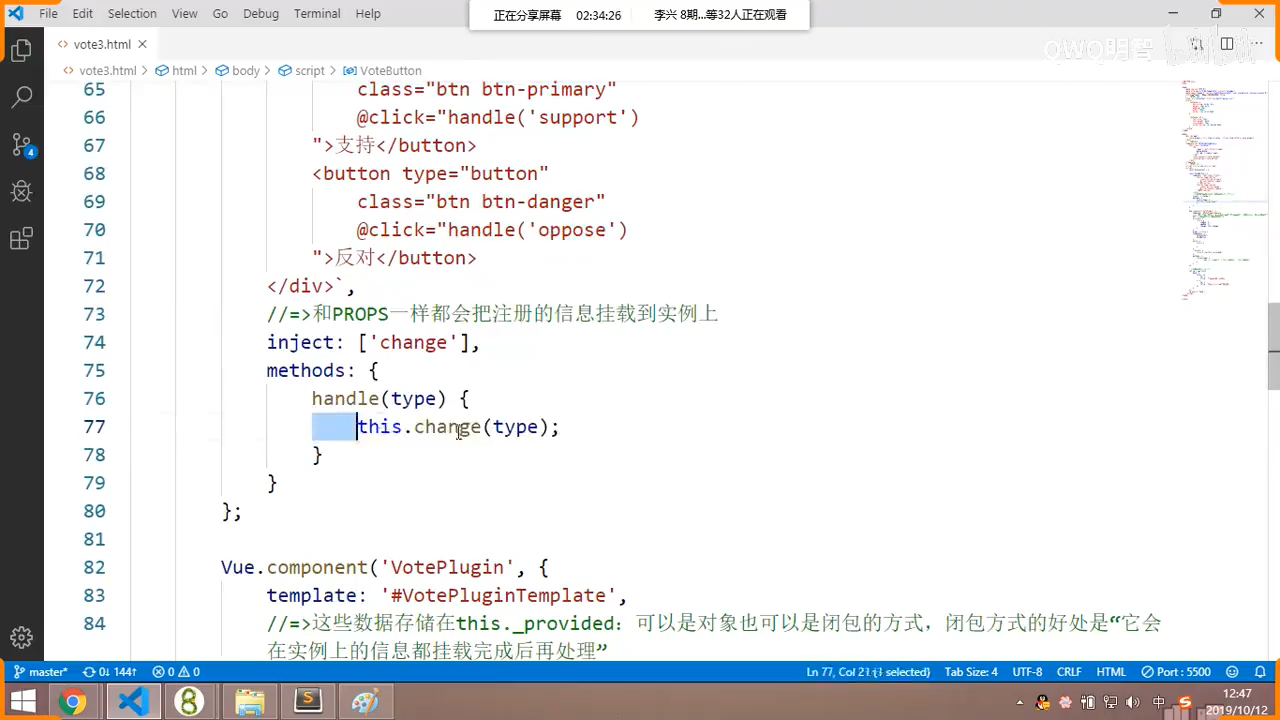 File Edit Selection View Go Debug Terminal Help
正在分享屏幕 02:34:26 李兴 8期...等32人正在观看
vote3.html
QWQ明智
vote3.html > html > body > script > VoteButton
65 class="btn btn-primary"
66 @click="handle('support')
67 ">支持</button>
68 <button type="button"
69 class="btn btn-danger"
70 @click="handle('oppose')
71 ">反对</button>
72 </div>`,
73 //=>和PROPS一样都会把注册的信息挂载到实例上
74 inject: ['change'],
75 methods: {
76 handle(type) {
77 this.change(type);
78 }
79 }
80 };
81
82 Vue.component('VotePlugin', {
83 template: '#VotePluginTemplate',
84 //=>这些数据存储在this._provided：可以是对象也可以是闭包的方式，闭包方式的好处是“它会
在实例上的信息都挂载完成后再处理”
4
master* 0↓ 144↑ 0 0 Ln 77, Col 21 selected) Tab Size: 4 UTF-8 CRLF HTML Port : 5500
中 12:47
2019/10/12